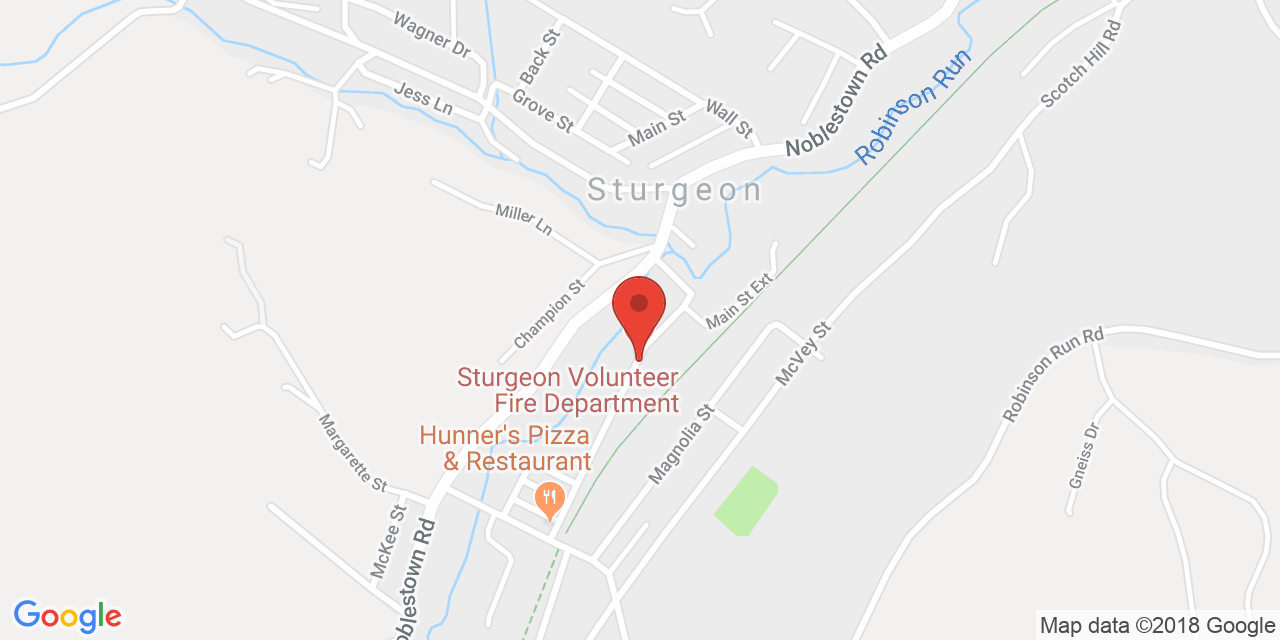 Wagner Dr
Back St
Jess Ln
Grove St
Main St
Wall St
Noblestown Rd
Robinson Run
Scotch Hill Rd
Sturgeon
Miller Ln
Champion St
Main St Ext
McVey St
Robinson Run Rd
Sturgeon Volunteer
Fire Department
Hunner's Pizza
& Restaurant
Magnolia St
Margarette St
Gneiss Dr
McKee St
oblestown Rd
Google
Map data ©2018 Google